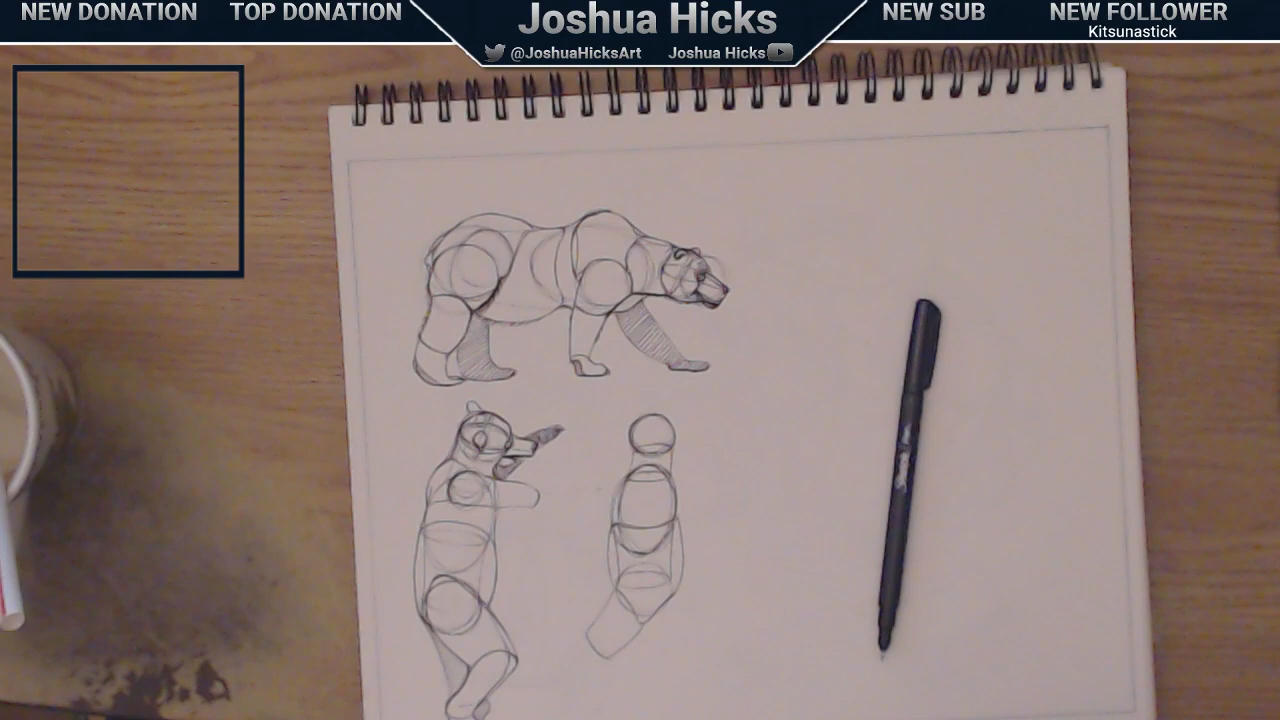 NEW DONATION
TOP DONATION
Joshua Hicks
@JoshuaHicksArt
Joshua Hicks
NEW SUB
NEW FOLLOWER
Kitsunastick